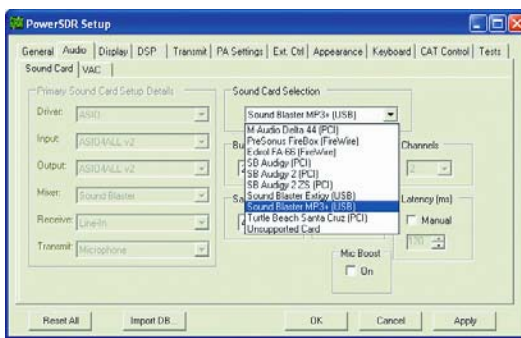 PowerSDR Setup
General Audio Display DSP Transmit PA Settings Ext. Ctrl Appearance Keyboard CAT Control Tests
Sound Card VAC
Primary Sound Card Setup Details
Driver: ASIO
Input: ASIO4ALL v2
Output: ASIO4ALL v2
Mixer: Sound Blaster
Receive: Line-In
Transmit: Microphone
Sound Card Selection
Sound Blaster MP3+ (USB)
M-Audio Delta 44 (PCI)
PreSonus FireBox (FireWire)
Edirol FA-66 (FireWire)
SB Audigy (PCI)
SB Audigy 2 (PCI)
SB Audigy 2 ZS (PCI)
Sound Blaster Extigy (USB)
Sound Blaster MP3+ (USB)
Turtle Beach Santa Cruz (PCI)
Unsupported Card
Channels
2
Latency (ms)
Manual
120
Mic Boost
On
Reset All Import DB... OK Cancel Apply